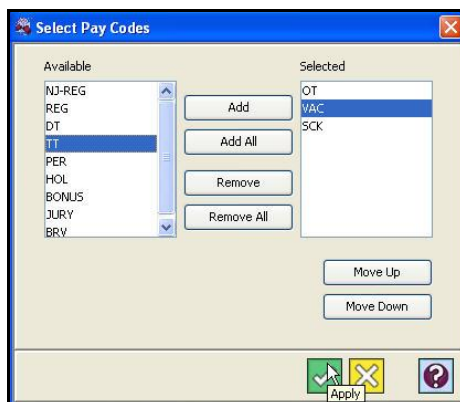 Select Pay Codes
Available
NJ-REG
REG
DT
TT
PER
HOL
BONUS
JURY
BRV
Add
Add All
Remove
Remove All
Selected
OT
VAC
SCK
Move Up
Move Down
Apply